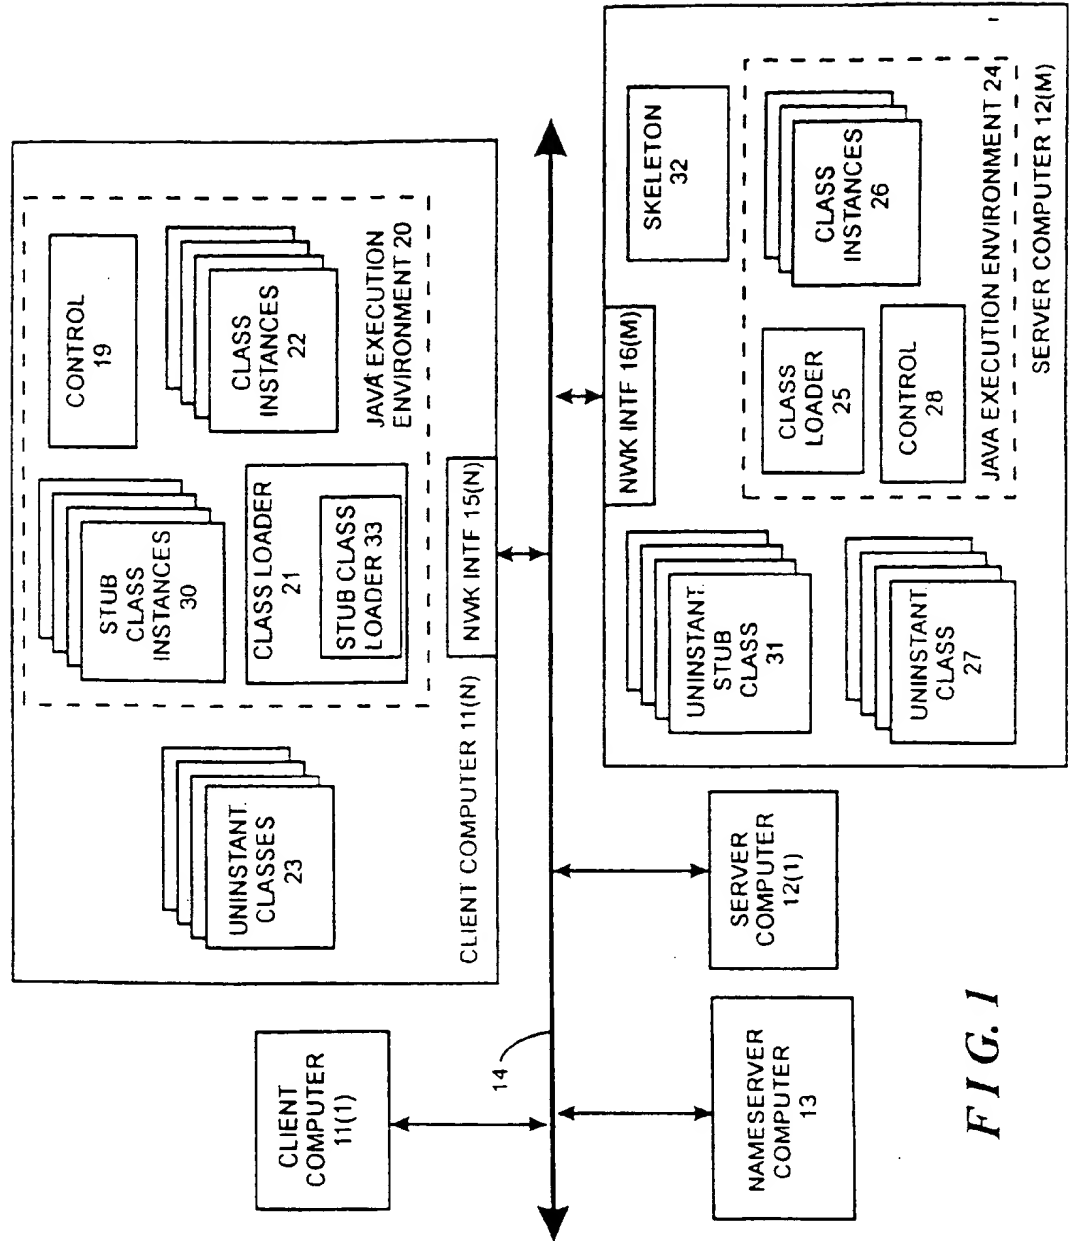 CLIENT
COMPUTER
11(1)
UNINSTANT.
CLASSES
23
STUB
CLASS
INSTANCES
30
CONTROL
19
CLASS LOADER
21
STUB CLASS
LOADER 33
CLASS
INSTANCES
22
JAVA EXECUTION
ENVIRONMENT 20
CLIENT COMPUTER 11(N)
NWK INTF 15(N)
14
NAMESERVER
COMPUTER
13
SERVER
COMPUTER
12(1)
NWK INTF 16(M)
SKELETON
32
UNINSTANT.
STUB
CLASS
31
CLASS
LOADER
25
CLASS
INSTANCES
26
UNINSTANT.
CLASS
27
CONTROL
28
JAVA EXECUTION ENVIRONMENT 24
SERVER COMPUTER 12(M)
FIG. 1